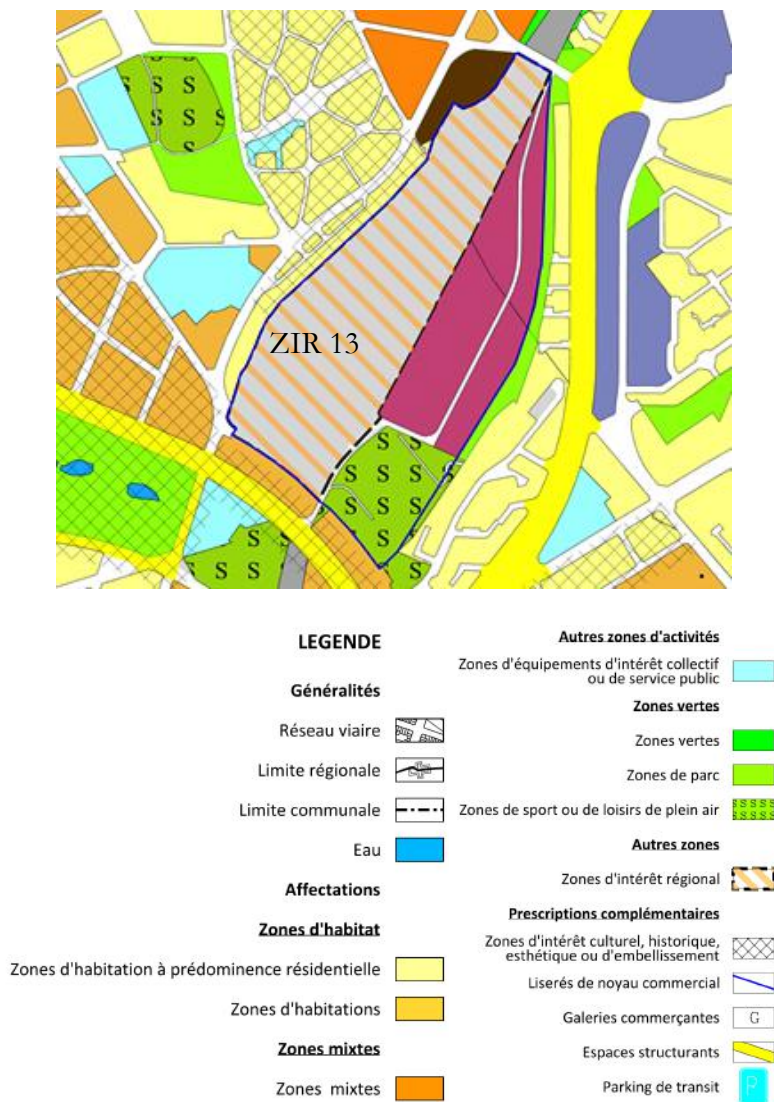 S S S
S S S
S S S
S
ZIR 13
S S
S S S S
S S S
S S S S
S S S S
S
LEGENDE
Généralités
Réseau viaire
Limite régionale
Limite communale
Eau
Affectations
Zones d'habitat
Zones d'habitation à prédominence résidentielle
Zones d'habitations
Zones mixtes
Zones mixtes
Autres zones d'activités
Zones d'équipements d'intérêt collectif
ou de service public
Zones vertes
Zones vertes
Zones de parc
Zones de sport ou de loisirs de plein air
S S S S
S S S S
Autres zones
Zones d'intérêt régional
Prescriptions complémentaires
Zones d'intérêt culturel, historique,
esthétique ou d'embellissement
Liserés de noyau commercial
Galeries commerçantes
G
Espaces structurants
Parking de transit
P